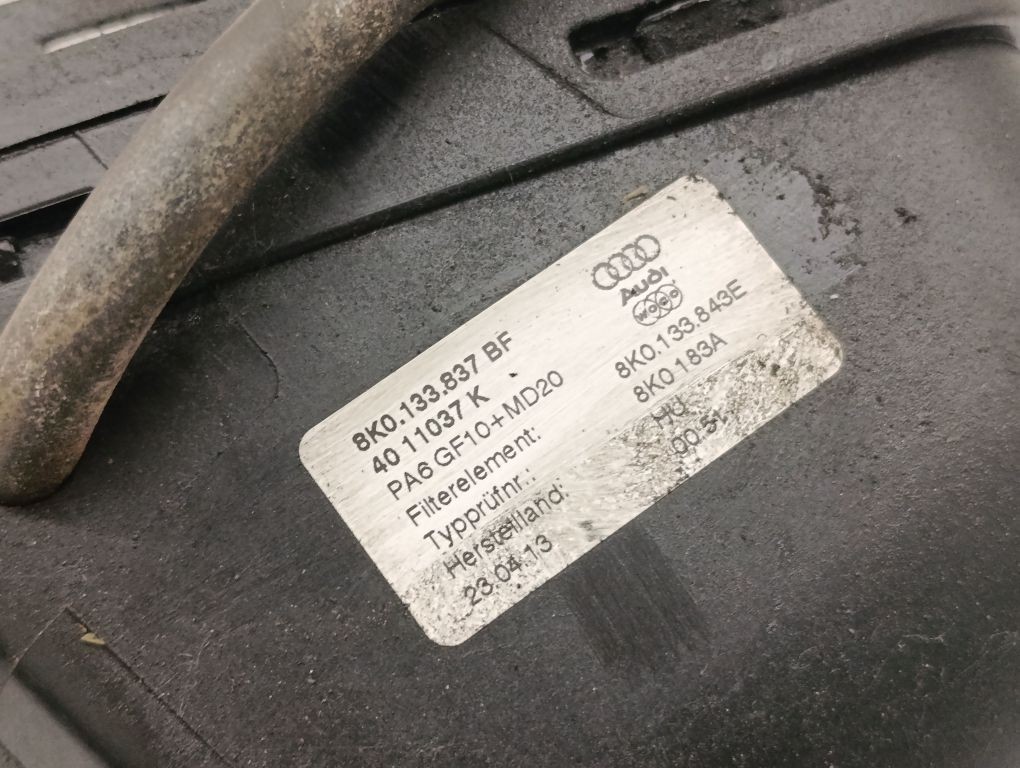 Audi
woco
8K0.133.837 BF
40 11037 K
PA6 GF10+MD20
Filterelement: 8K0.133.843E
Typprüfnr.: 8K0 183A
Herstelland: HU
23.04.13 00:51